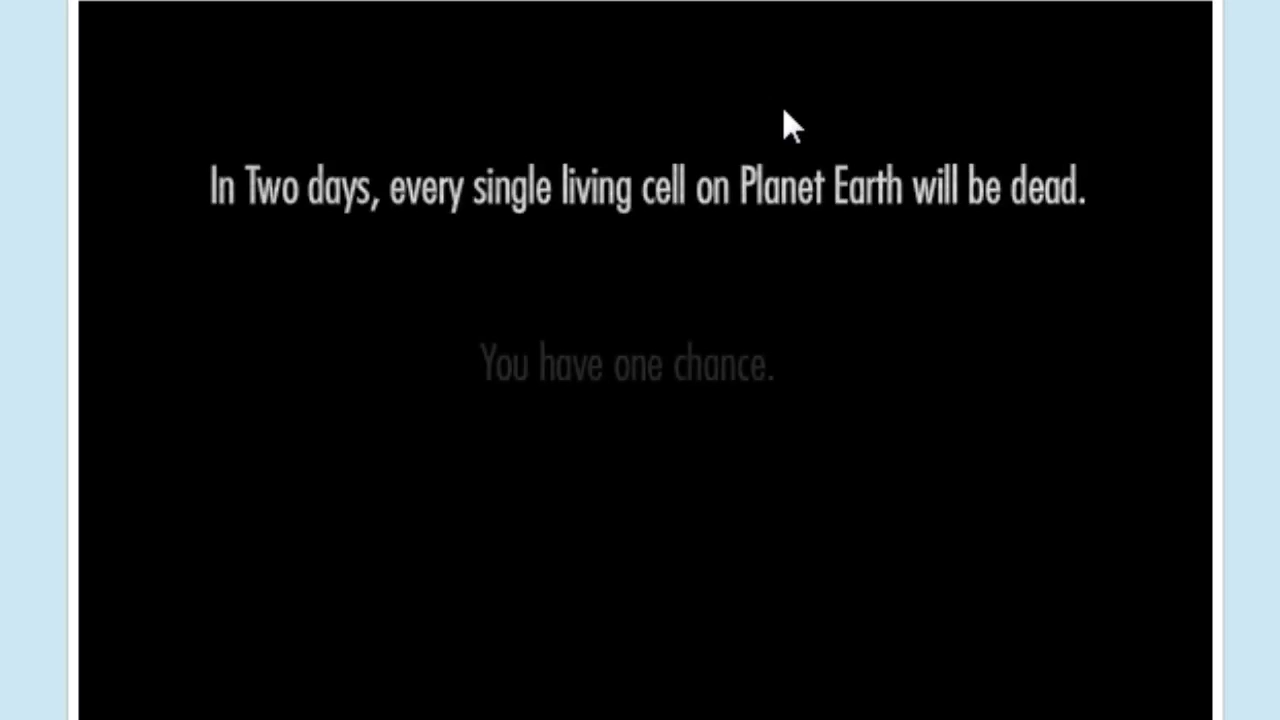 In Two days, every single living cell on Planet Earth will be dead.
You have one chance.